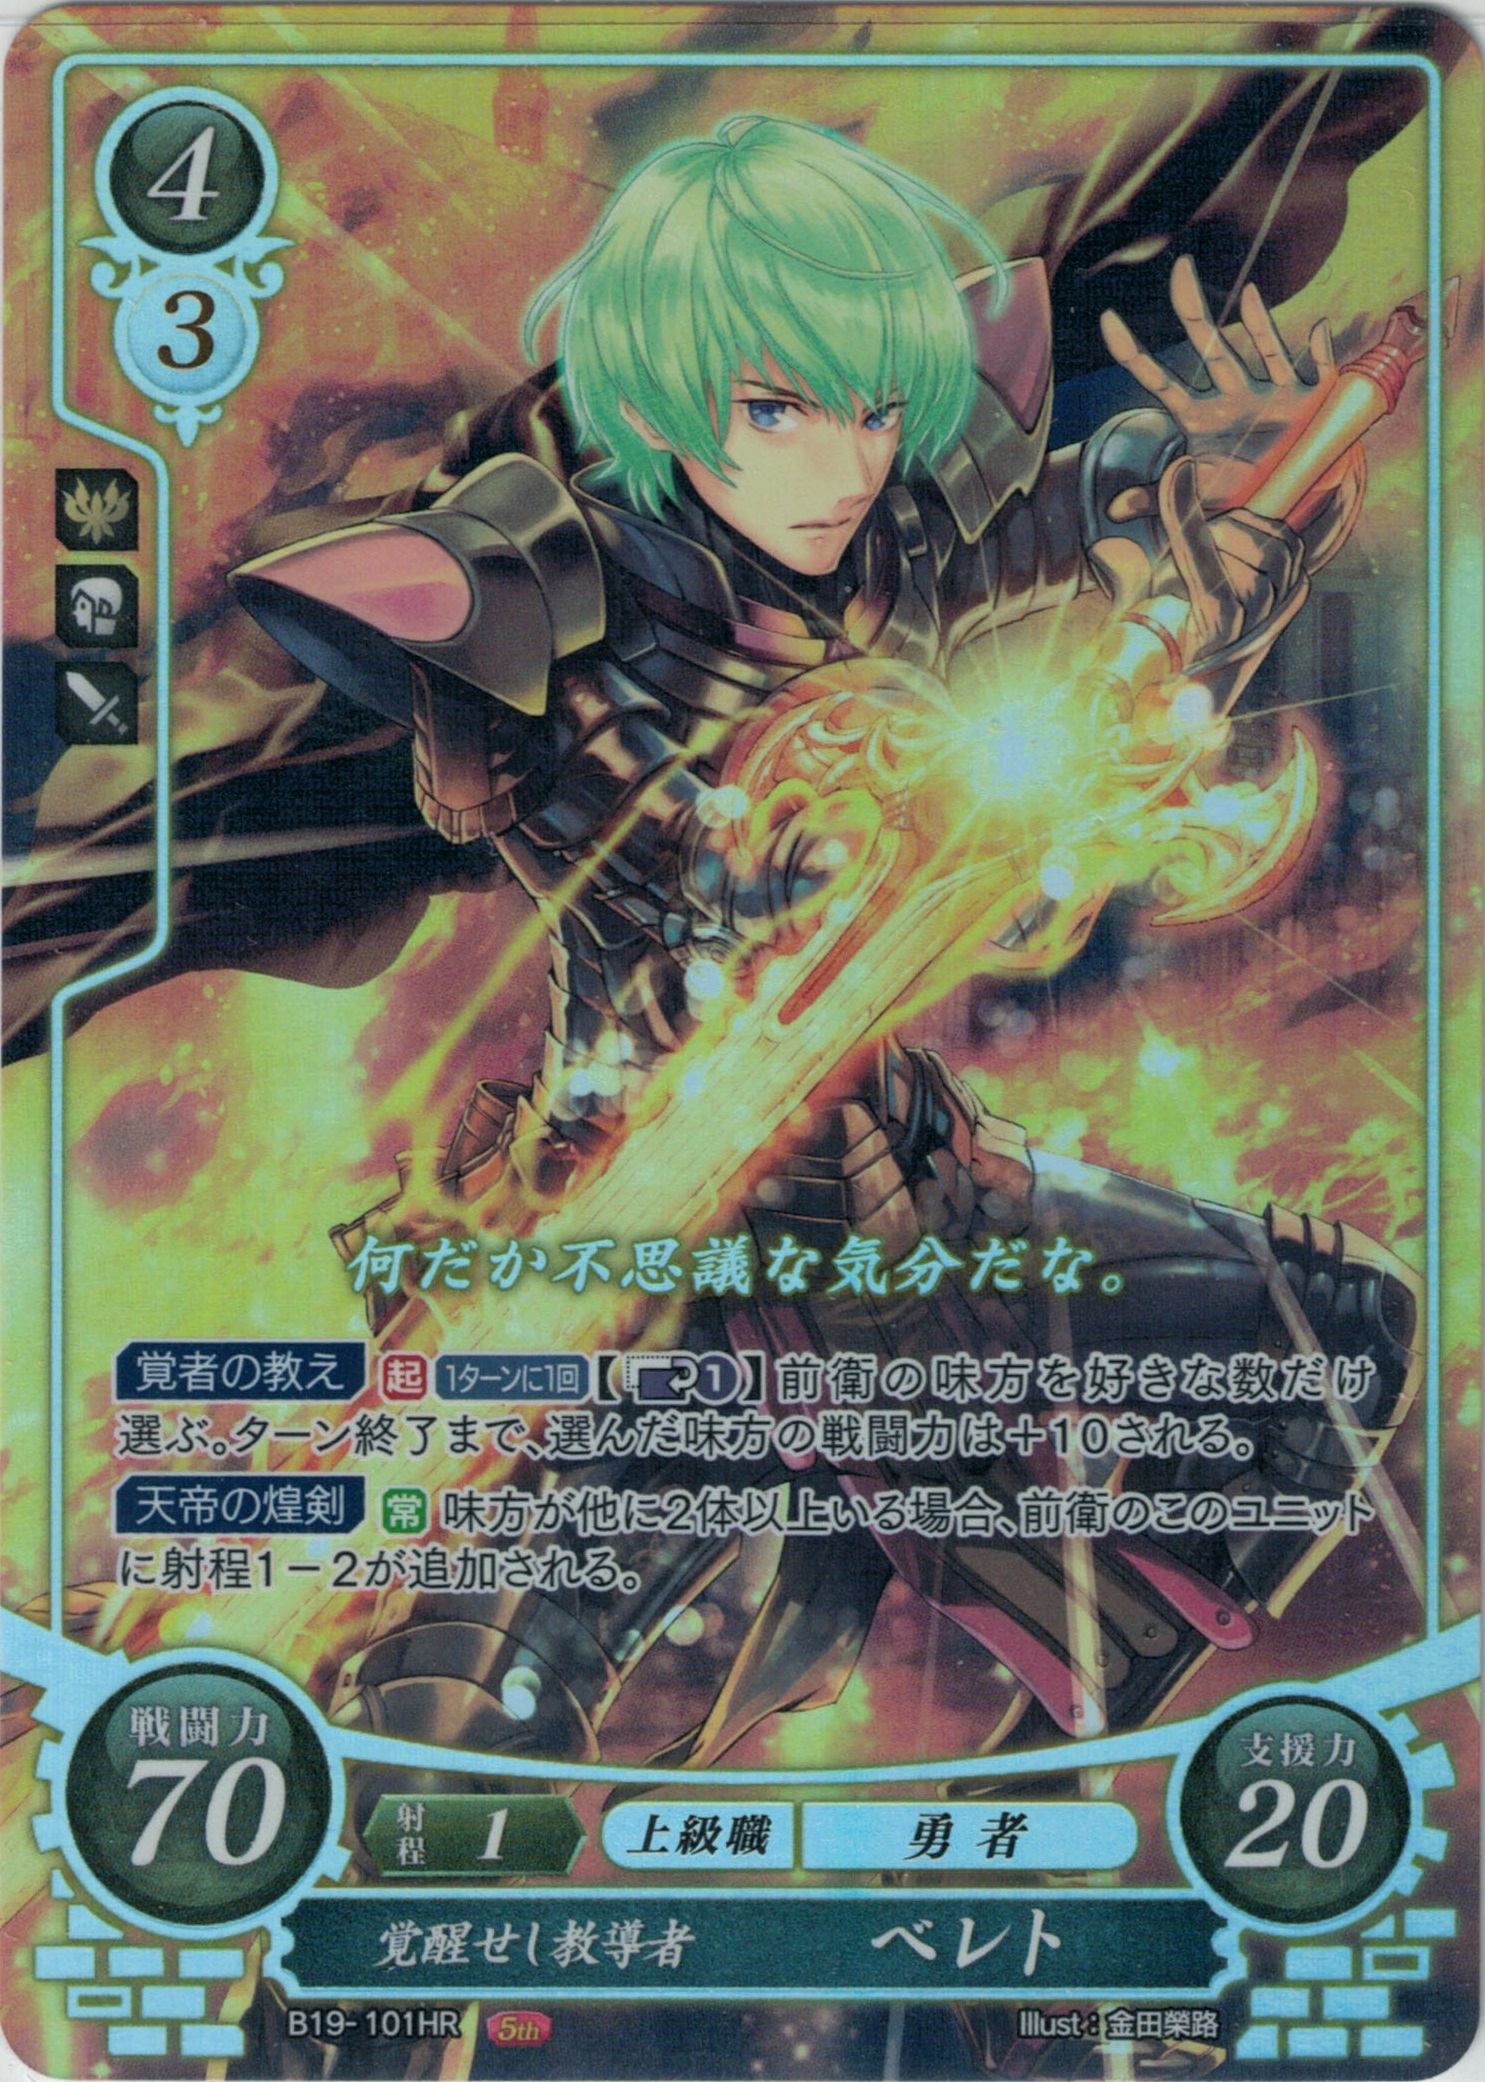 4
3
何だか不思議な気分だな。
覚者の教え 起 1ターンに1回【1】前衛の味方を好きな数だけ
選ぶ。ターン終了まで、選んだ味方の戦闘力は＋10される。
天帝の煌剣 常 味方が他に2体以上いる場合、前衛のこのユニット
に射程1－2が追加される。
戦闘力
70
射程 1
上級職 勇者
支援力
20
覚醒せし教導者 ベレト
B19-101HR 5th Illust：金田榮路